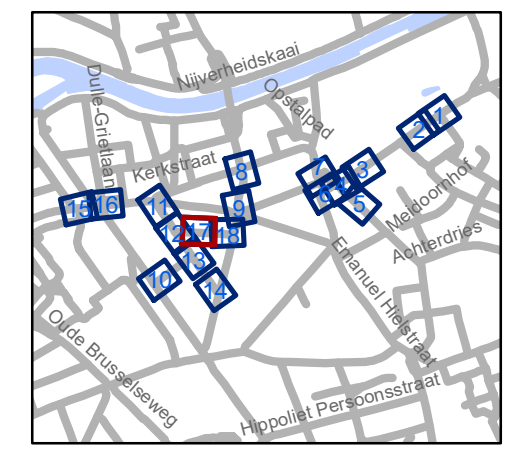 Nijverheidskaai
Dulle-Grietlaan
Opstalpad
Kerkstraat
1
2
3
4
5
6
7
8
9
10
11
12
13
14
15
16
17
18
Neidoornhof
Achterdries
Emanuel Hielstraat
Oude Brusselseweg
Hippoliet Persoonsstraat